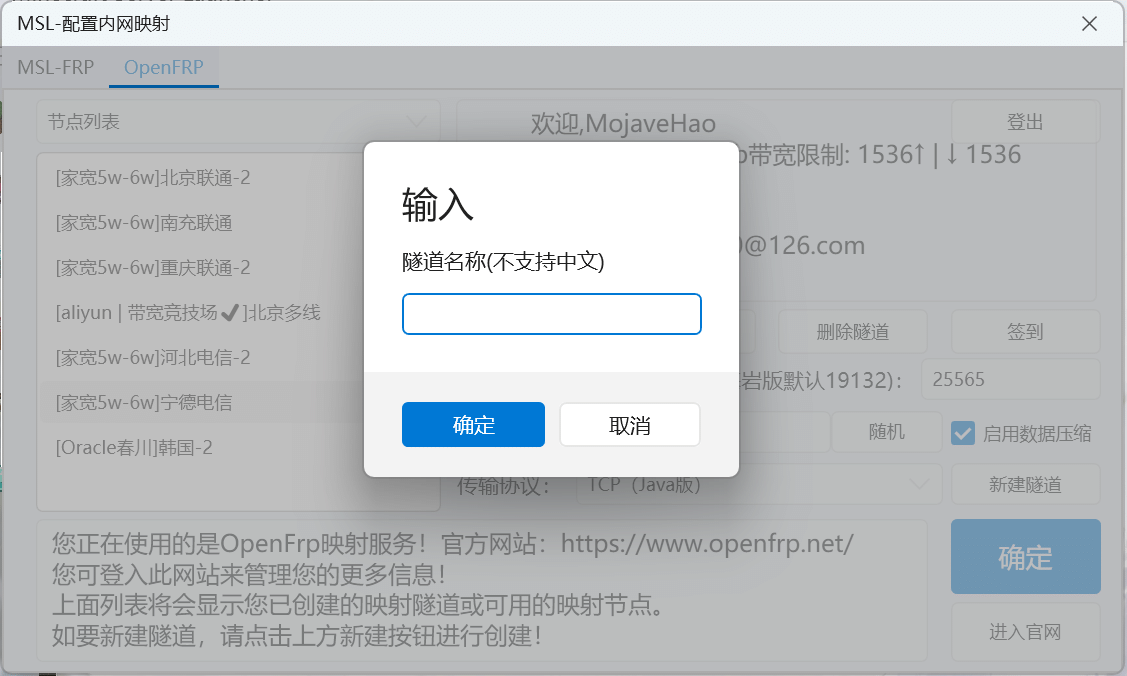 MSL-配置内网映射
MSL-FRP
OpenFRP
节点列表
欢迎,MojaveHao
登出
带宽限制: 1536↑ | ↓ 1536
@126.com
[家宽5w-6w]北京联通-2
[家宽5w-6w]南充联通
[家宽5w-6w]重庆联通-2
[aliyun | 带宽竞技场✔]北京多线
[家宽5w-6w]河北电信-2
[家宽5w-6w]宁德电信
[Oracle春川]韩国-2
输入
隧道名称(不支持中文)
确定
取消
删除隧道
签到
岩版默认19132)：
25565
随机
启用数据压缩
传输协议：
TCP（Java版）
新建隧道
您正在使用的是OpenFrp映射服务！官方网站：https://www.openfrp.net/
您可登入此网站来管理您的更多信息！
上面列表将会显示您已创建的映射隧道或可用的映射节点。
如要新建隧道，请点击上方新建按钮进行创建！
确定
进入官网